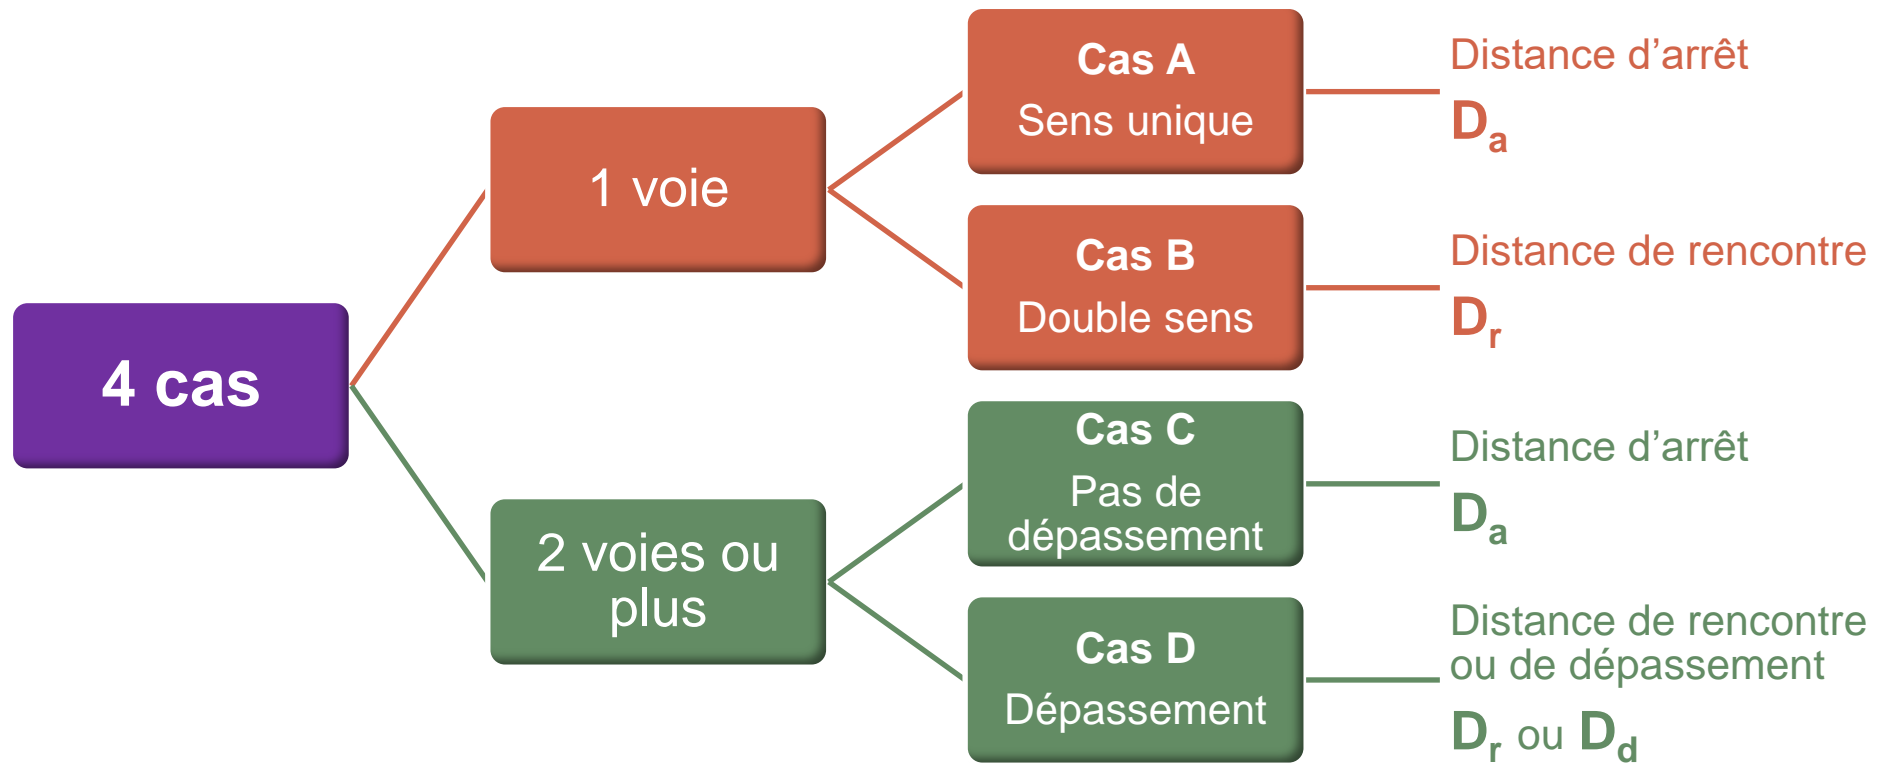 4 cas
1 voie
Cas A
Sens unique
Distance d’arrêt
Da
Cas B
Double sens
Distance de rencontre
Dr
2 voies ou
plus
Cas C
Pas de
dépassement
Distance d’arrêt
Da
Cas D
Dépassement
Distance de rencontre
ou de dépassement
Dr ou Dd